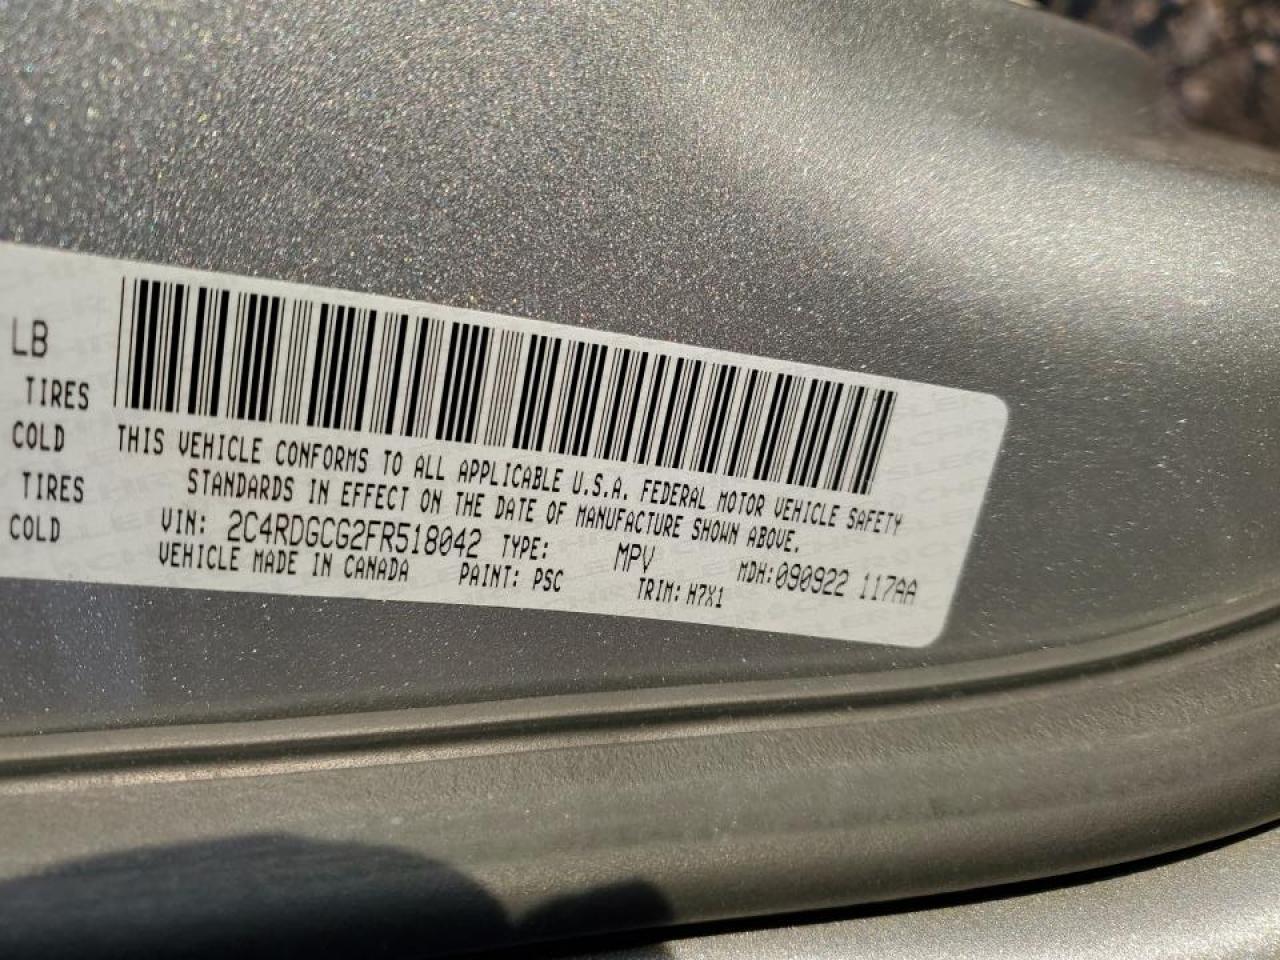 LB
TIRES
COLD
TIRES
COLD
THIS VEHICLE CONFORMS TO ALL APPLICABLE U.S.A. FEDERAL MOTOR VEHICLE SAFETY
STANDARDS IN EFFECT ON THE DATE OF MANUFACTURE SHOWN ABOVE.
VIN: 2C4RDGCG2FR518042 TYPE: MPV MDH:090922 117AA
VEHICLE MADE IN CANADA PAINT: PSC TRIM: H7X1